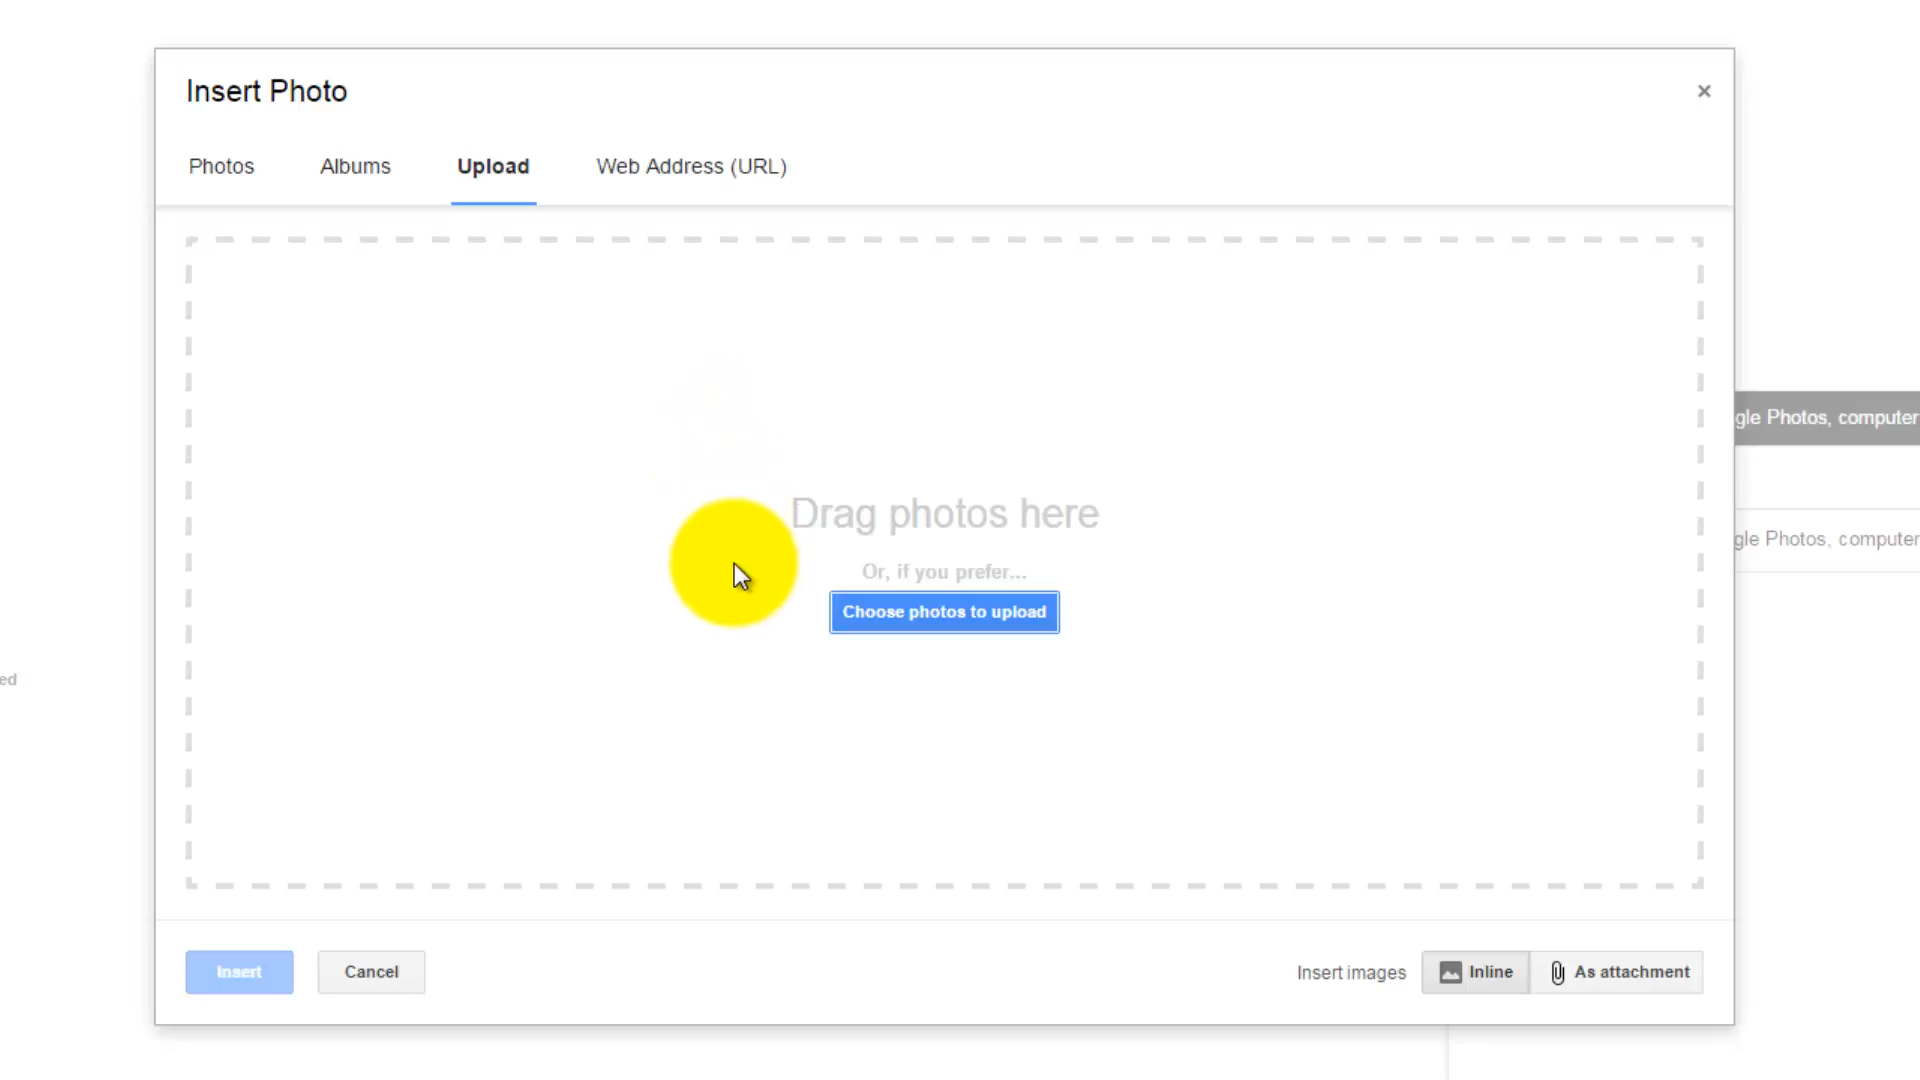 Insert Photo
Photos Albums Upload Web Address (URL)
gle Photos, computer
Drag photos here
gle Photos, computer
Or, if you prefer...
Choose photos to upload
ed
Insert Cancel Insert images Inline As attachment